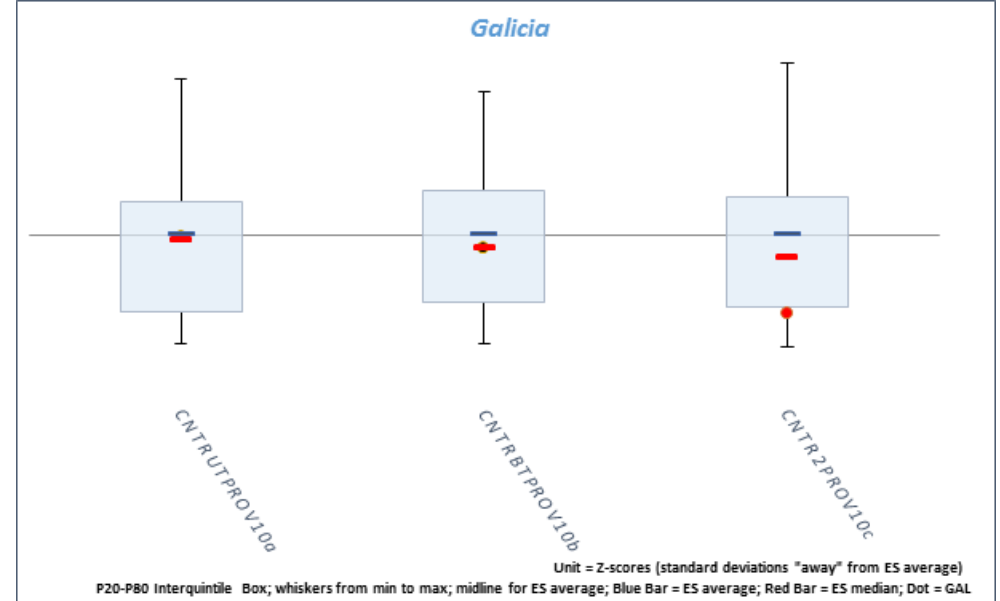 Galicia
CNTRUTPROV10a
CNTRBTPROV10b
CNTR2PROV10c
Unit = Z-scores (standard deviations "away" from ES average)
P20-P80 Interquintile Box; whiskers from min to max; midline for ES average; Blue Bar = ES average; Red Bar = ES median; Dot = GAL